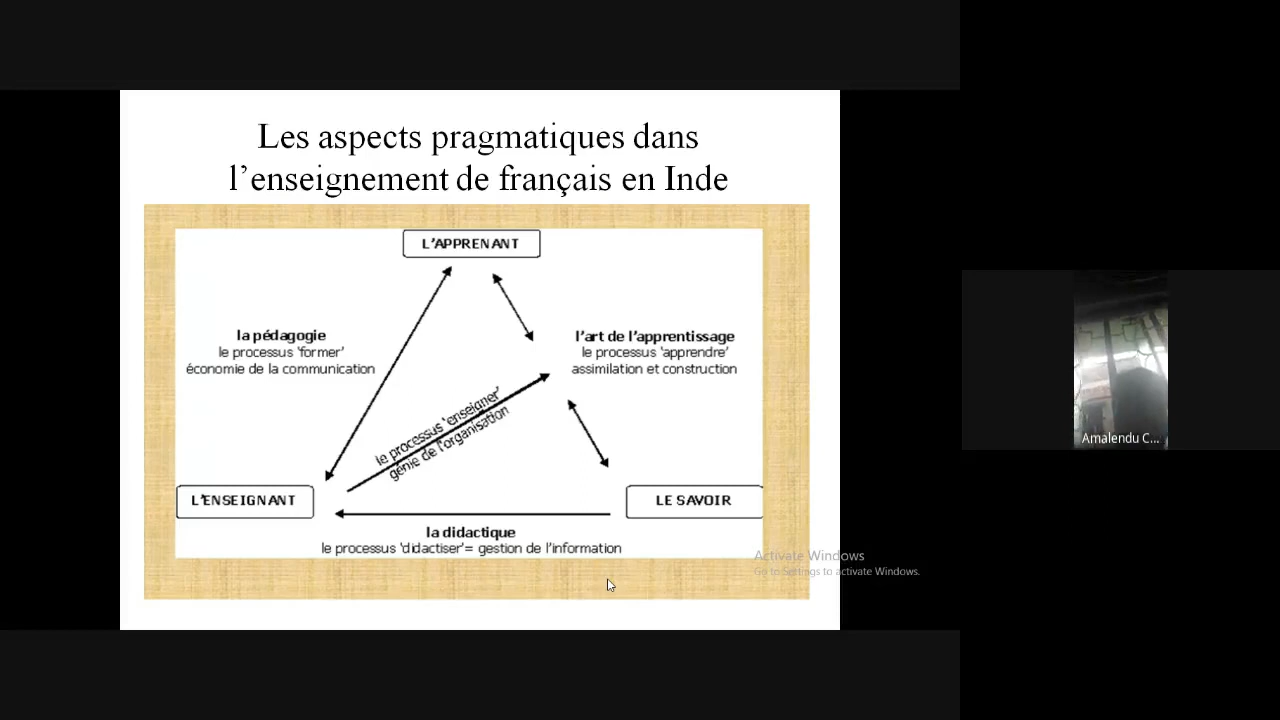 Les aspects pragmatiques dans
l’enseignement de français en Inde
L’APPRENANT
la pédagogie
le processus ‘former’
économie de la communication
l’art de l’apprentissage
le processus ‘apprendre’
assimilation et construction
le processus ‘enseigner’
génie de l’organisation
L’ENSEIGNANT
LE SAVOIR
la didactique
le processus ‘didactiser’= gestion de l’information
Amalendu C...
Activate Windows
Go to Settings to activate Windows.